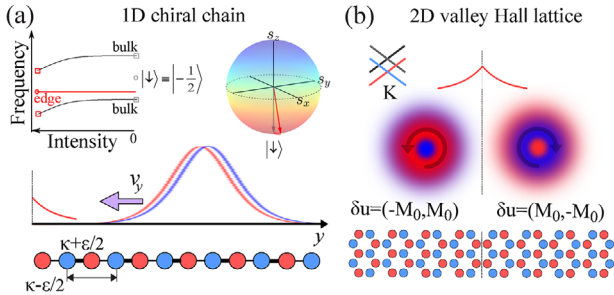 (a) 1D chiral chain
Frequency
bulk
edge
bulk
Intensity 0
|↓⟩ ≡ |−1/2⟩
s_z
s_y
s_x
|↓⟩
v_y
y
κ+ε/2
κ-ε/2
(b) 2D valley Hall lattice
K
δu=(-M₀,M₀) δu=(M₀,-M₀)